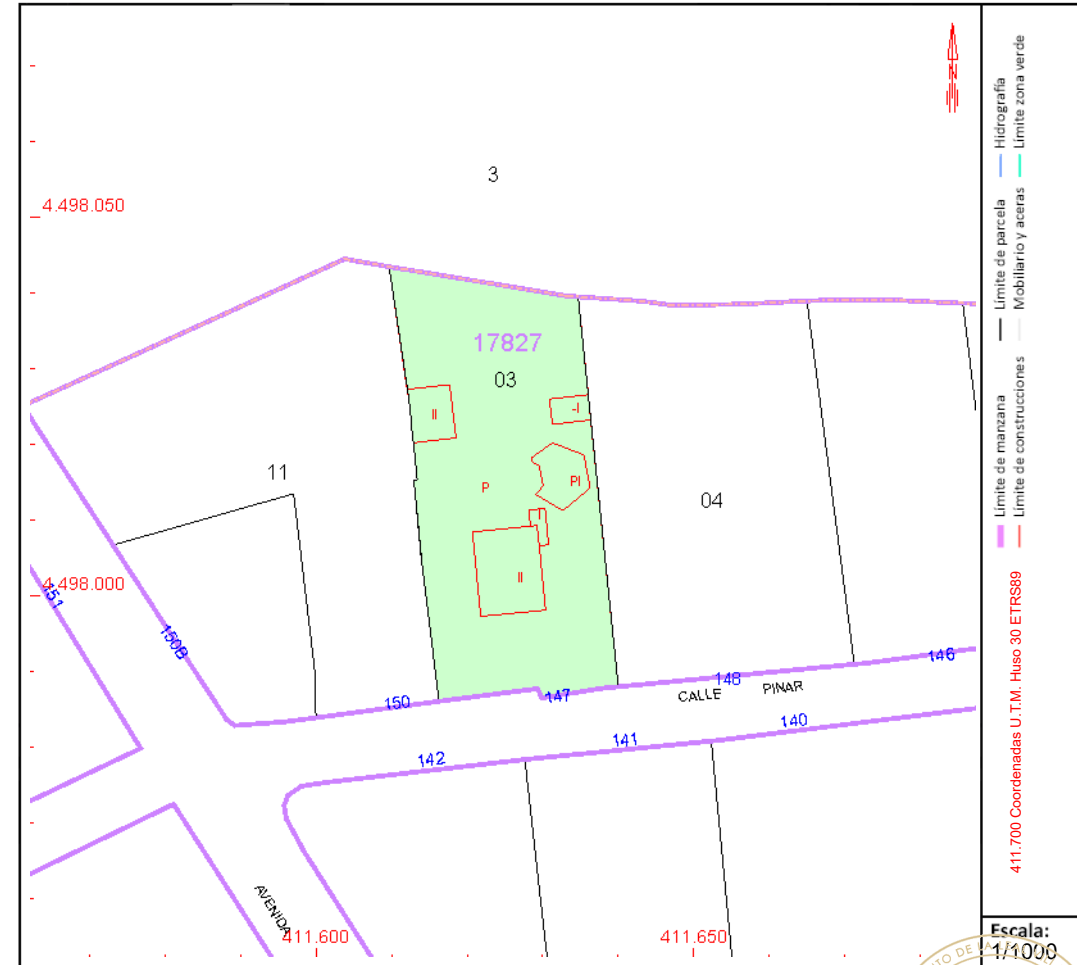 N
3
4.498.050
17827
03
II
-I
11
P
PI
04
I
II
4.498.000
151
150B
150
147
148
146
CALLE PINAR
142
141
140
AVENIDA
411.600
411.650
Hidrografía
Límite zona verde
Límite de parcela
Mobiliario y aceras
Límite de manzana
Límite de construcciones
411.700 Coordenadas U.T.M. Huso 30 ETRS89
Escala:
1/1000